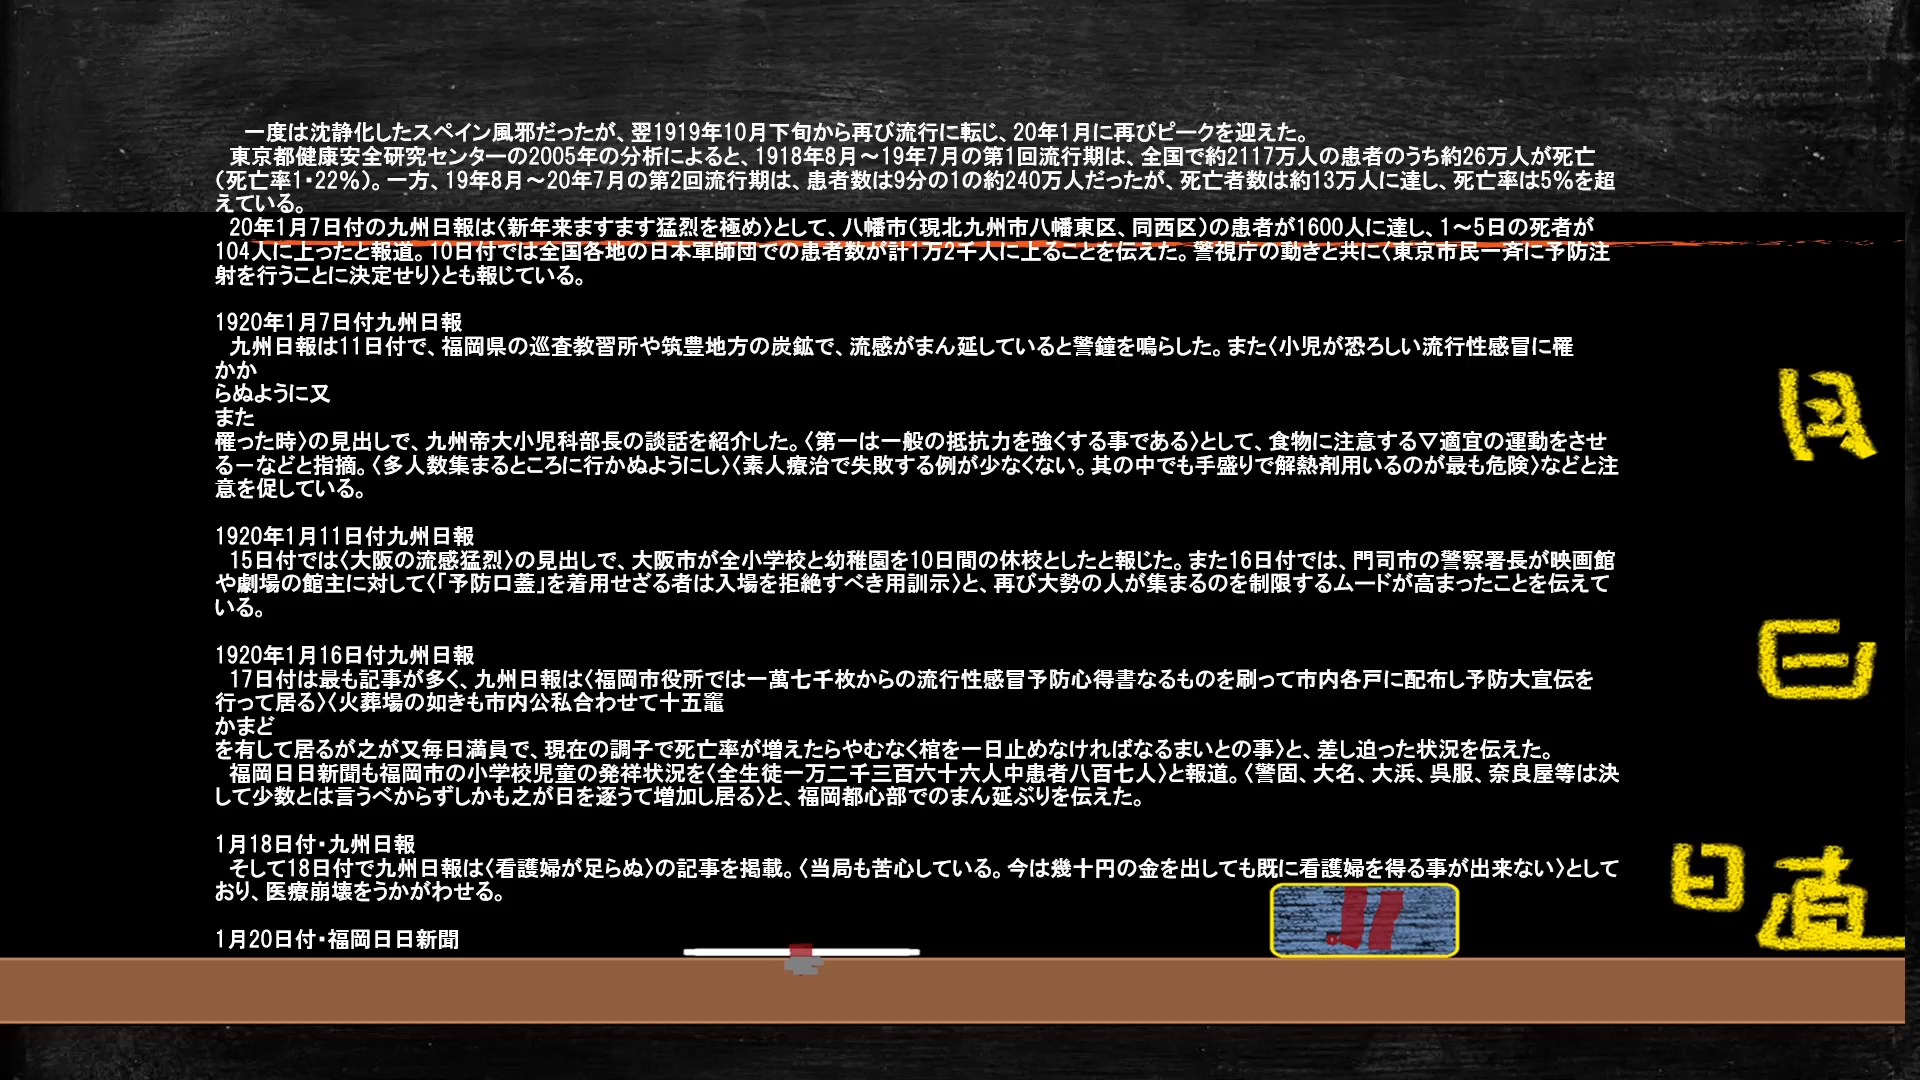 一度は沈静化したスペイン風邪だったが、翌1919年10月下旬から再び流行に転じ、20年1月に再びピークを迎えた。
東京都健康安全研究センターの2005年の分析によると、1918年8月～19年7月の第1回流行期は、全国で約2117万人の患者のうち約26万人が死亡
（死亡率1・22％）。一方、19年8月～20年7月の第2回流行期は、患者数は9分の1の約240万人だったが、死亡者数は約13万人に達し、死亡率は5％を超
えている。
20年1月7日付の九州日報は〈新年来ますます猛烈を極め〉として、八幡市（現北九州市八幡東区、同西区）の患者が1600人に達し、1～5日の死者が
104人に上ったと報道。10日付では全国各地の日本軍師団での患者数が計1万2千人に上ることを伝えた。警視庁の動きと共に〈東京市民一斉に予防注
射を行うことに決定せり〉とも報じている。
1920年1月7日付九州日報
九州日報は11日付で、福岡県の巡査教習所や筑豊地方の炭鉱で、流感がまん延していると警鐘を鳴らした。また〈小児が恐ろしい流行性感冒に罹
かか
らぬように又
また
罹った時〉の見出しで、九州帝大小児科部長の談話を紹介した。〈第一は一般の抵抗力を強くする事である〉として、食物に注意する▽適宜の運動をさせ
るーなどと指摘。〈多人数集まるところに行かぬようにし〉〈素人療治で失敗する例が少なくない。其の中でも手盛りで解熱剤用いるのが最も危険〉などと注
意を促している。
1920年1月11日付九州日報
15日付では〈大阪の流感猛烈〉の見出しで、大阪市が全小学校と幼稚園を10日間の休校としたと報じた。また16日付では、門司市の警察署長が映画館
や劇場の館主に対して〈「予防口蓋」を着用せざる者は入場を拒絶すべき用訓示〉と、再び大勢の人が集まるのを制限するムードが高まったことを伝えて
いる。
1920年1月16日付九州日報
17日付は最も記事が多く、九州日報は〈福岡市役所では一萬七千枚からの流行性感冒予防心得書なるものを刷って市内各戸に配布し予防大宣伝を
行って居る〉〈火葬場の如きも市内公私合わせて十五竈
かまど
を有して居るが之が又毎日満員で、現在の調子で死亡率が増えたらやむなく棺を一日止めなければなるまいとの事〉と、差し迫った状況を伝えた。
福岡日日新聞も福岡市の小学校児童の発祥状況を〈全生徒一万二千三百六十六人中患者八百七人〉と報道。〈警固、大名、大浜、呉服、奈良屋等は決
して少数とは言うべからずしかも之が日を逐うて増加し居る〉と、福岡都心部でのまん延ぶりを伝えた。
1月18日付・九州日報
そして18日付で九州日報は〈看護婦が足らぬ〉の記事を掲載。〈当局も苦心している。今は幾十円の金を出しても既に看護婦を得る事が出来ない〉として
おり、医療崩壊をうかがわせる。
1月20日付・福岡日日新聞
月
日
日直